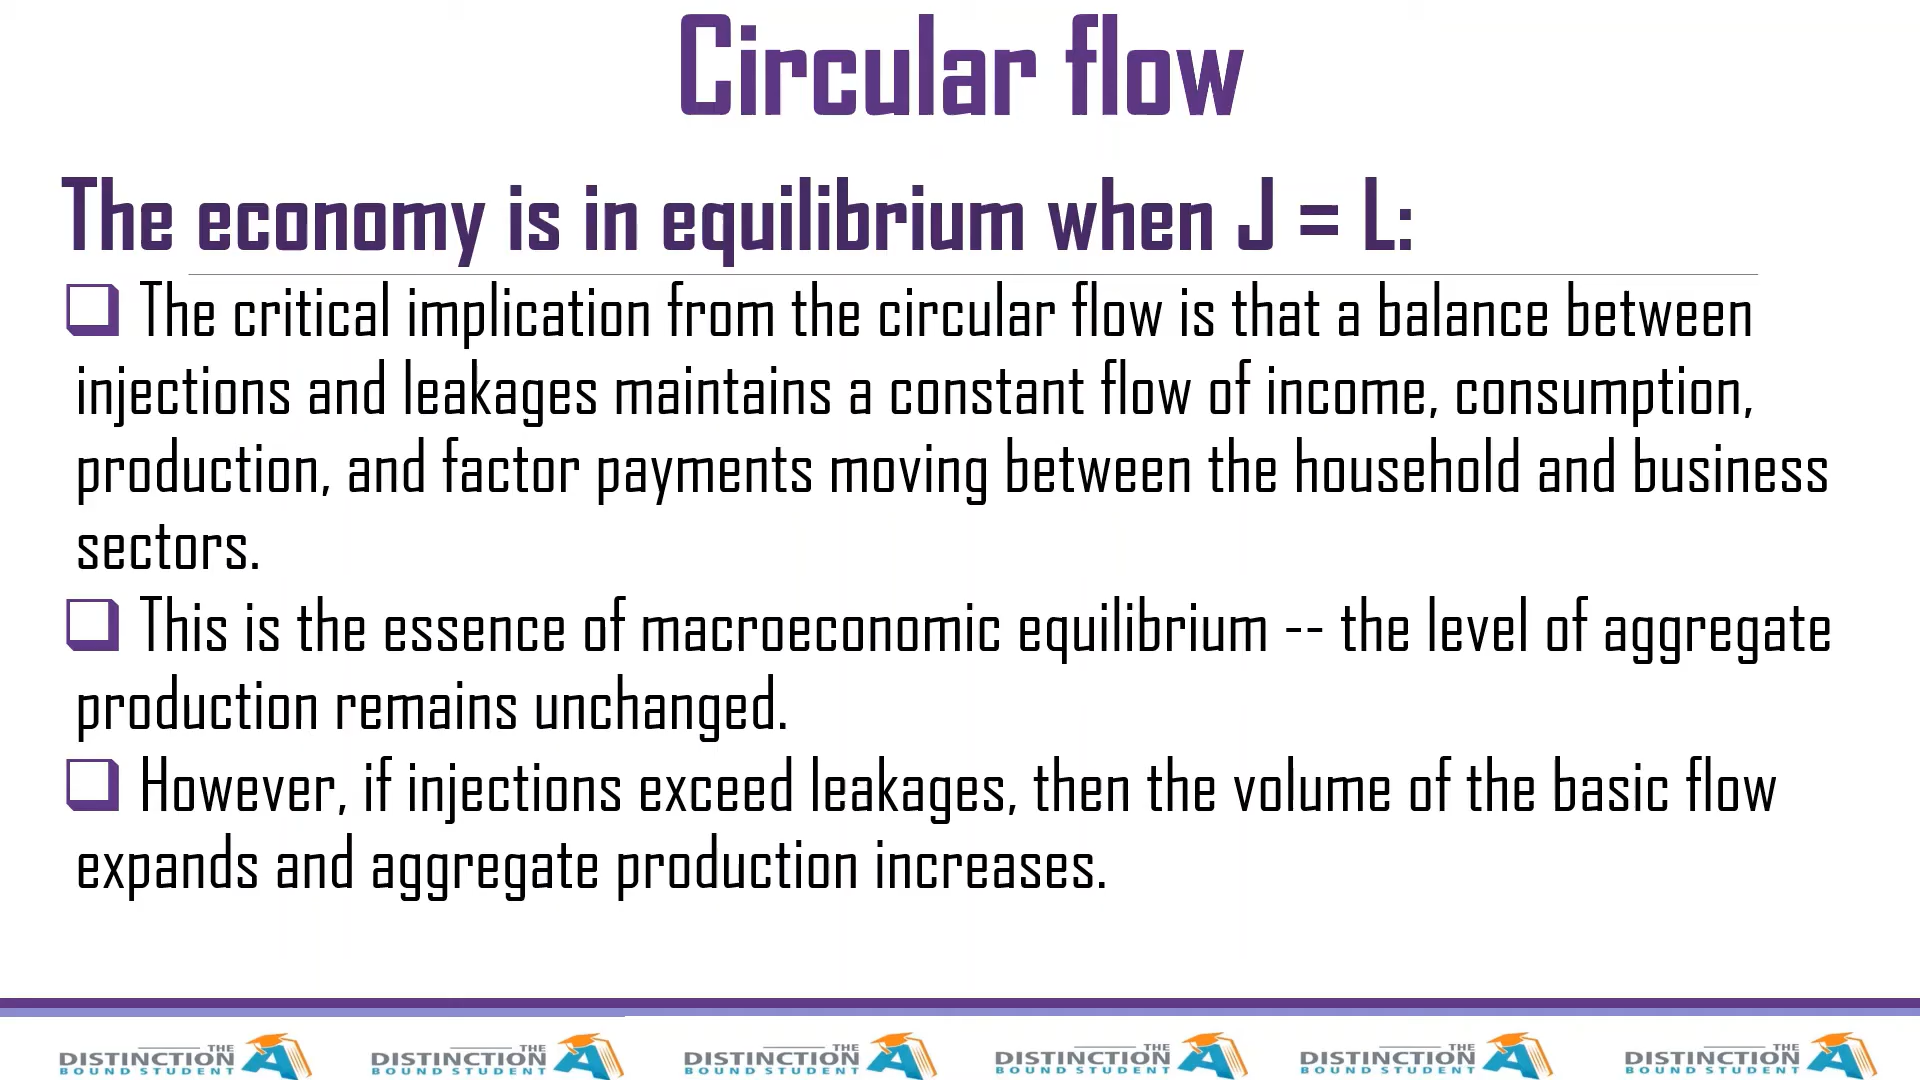 Circular flow
The economy is in equilibrium when J = L:
The critical implication from the circular flow is that a balance between
injections and leakages maintains a constant flow of income, consumption,
production, and factor payments moving between the household and business
sectors.
This is the essence of macroeconomic equilibrium -- the level of aggregate
production remains unchanged.
However, if injections exceed leakages, then the volume of the basic flow
expands and aggregate production increases.
THE DISTINCTION BOUND STUDENT A
THE DISTINCTION BOUND STUDENT A
THE DISTINCTION BOUND STUDENT A
THE DISTINCTION BOUND STUDENT A
THE DISTINCTION BOUND STUDENT A
THE DISTINCTION BOUND STUDENT A